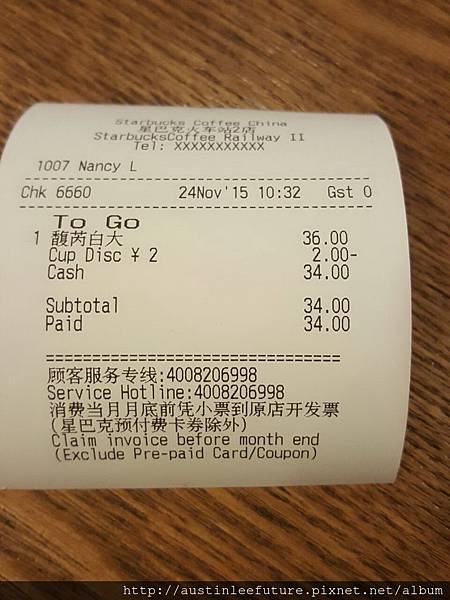 Starbucks Coffee China
星巴克火车站2店
StarbucksCoffee Railway II
Tel: XXXXXXXXXXX
1007 Nancy L
Chk 6660 24Nov'15 10:32 Gst 0
To Go
1 馥芮白大 36.00
Cup Disc ¥ 2 2.00-
Cash 34.00
Subtotal 34.00
Paid 34.00
================================
顾客服务专线:4008206998
Service Hotline:4008206998
消费当月月底前凭小票到原店开发票
(星巴克预付费卡券除外)
Claim invoice before month end
(Exclude Pre-paid Card/Coupon)
http://austinleefuture.pixnet.net/album